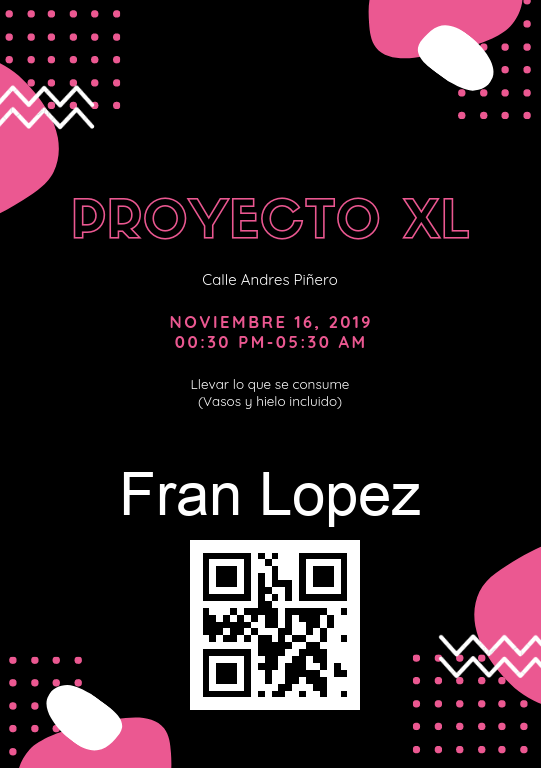 PROYECTO XL
Calle Andres Piñero
NOVIEMBRE 16, 2019
00:30 PM-05:30 AM
Llevar lo que se consume
(Vasos y hielo incluido)
Fran Lopez